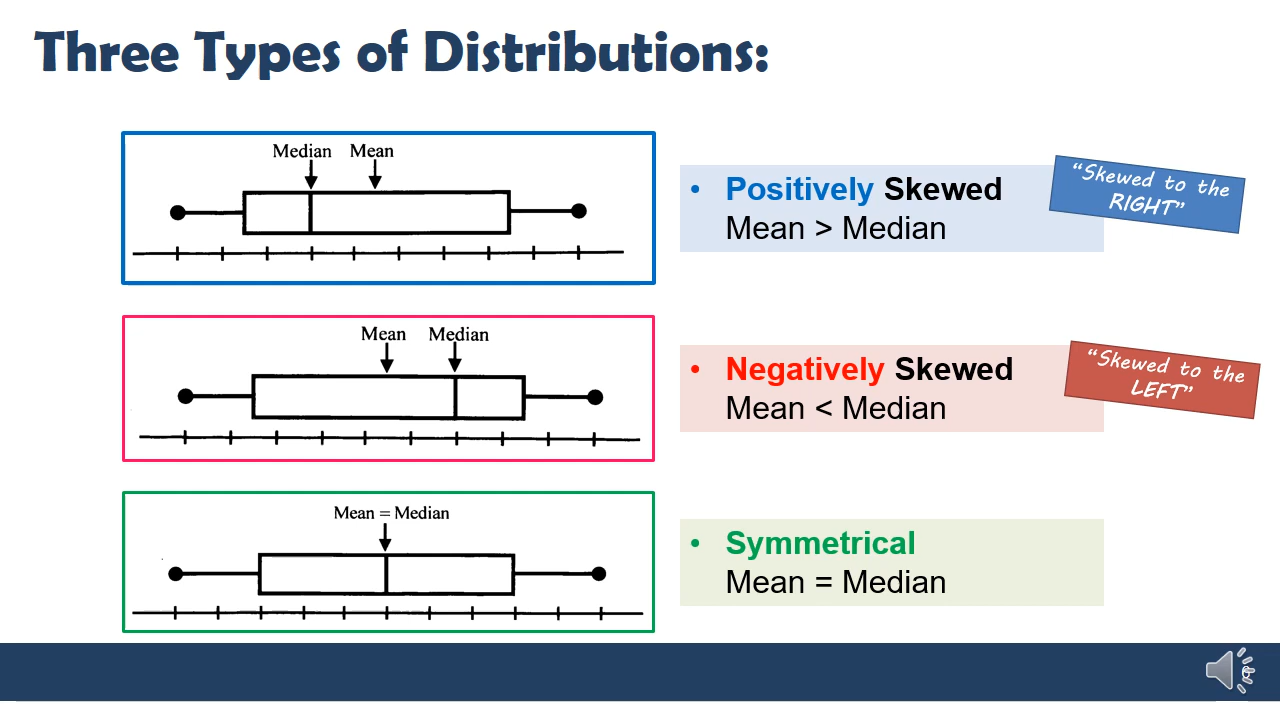 Three Types of Distributions:
Median Mean
• Positively Skewed
Mean > Median
"Skewed to the
RIGHT"
Mean Median
• Negatively Skewed
Mean < Median
"Skewed to the
LEFT"
Mean = Median
• Symmetrical
Mean = Median
6